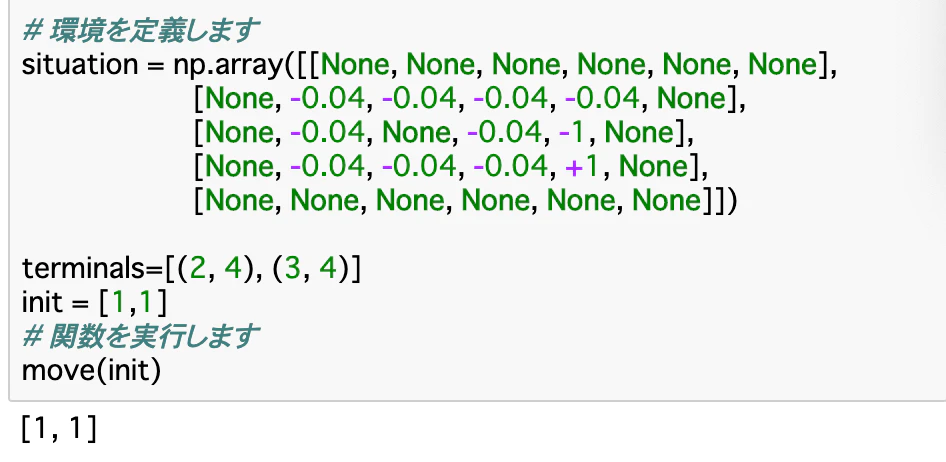 # 環境を定義します
situation = np.array([[None, None, None, None, None, None],
[None, -0.04, -0.04, -0.04, -0.04, None],
[None, -0.04, None, -0.04, -1, None],
[None, -0.04, -0.04, -0.04, +1, None],
[None, None, None, None, None, None]])
terminals=[(2, 4), (3, 4)]
init = [1,1]
# 関数を実行します
move(init)
[1, 1]